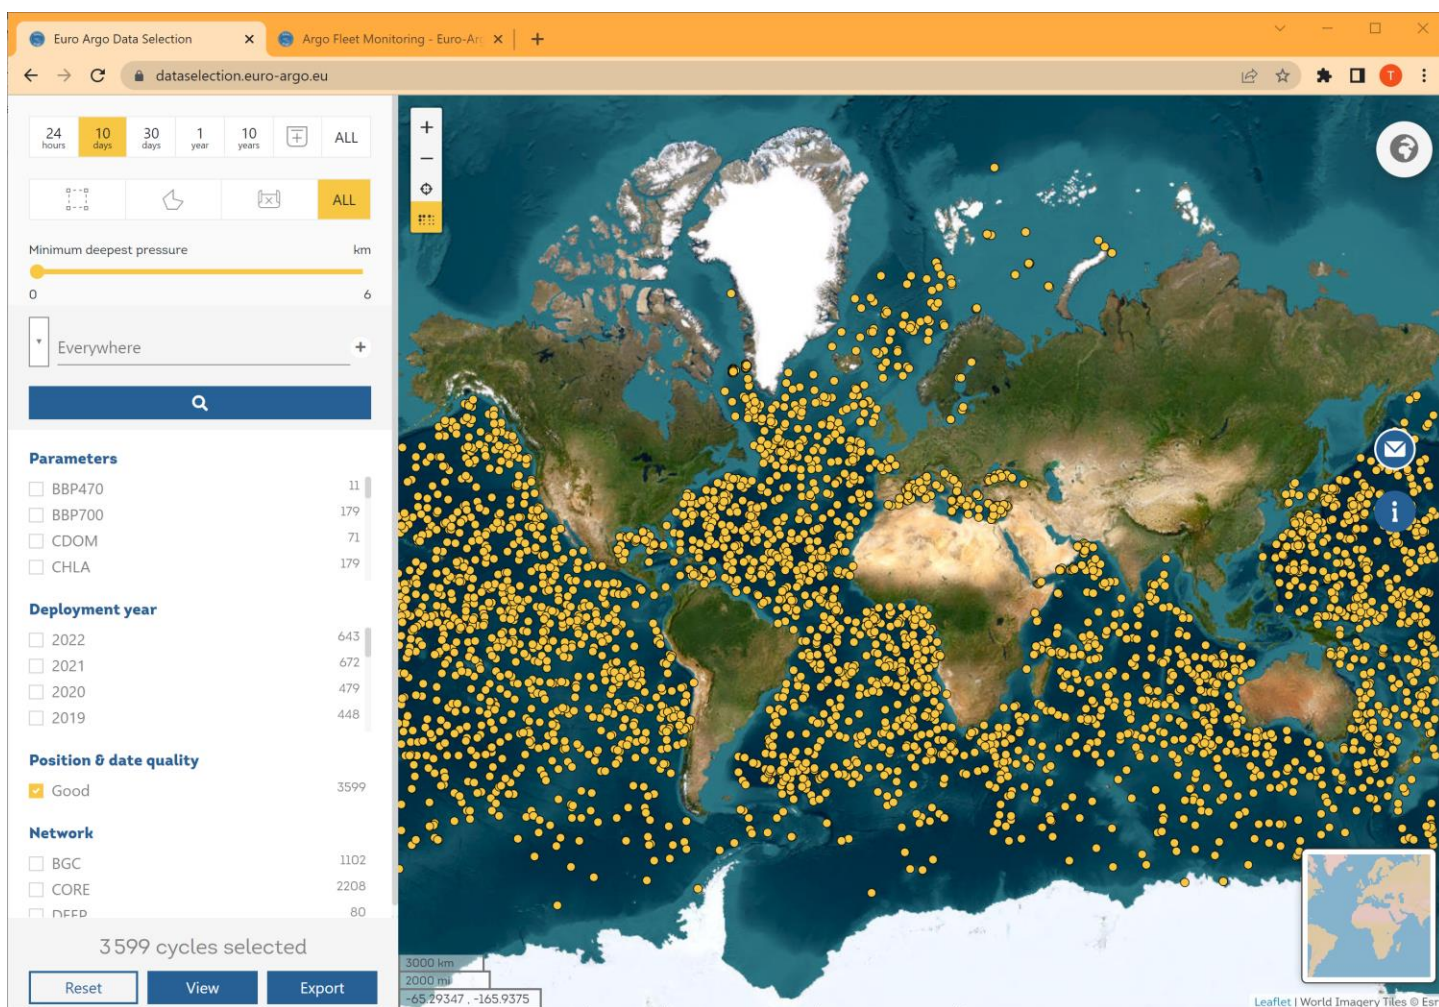 Euro Argo Data Selection
Argo Fleet Monitoring - Euro-Ar
dataselection.euro-argo.eu
T
24 hours
10 days
30 days
1 year
10 years
ALL
ALL
Minimum deepest pressure km
0 6
Everywhere
Parameters
BBP470 11
BBP700 179
CDOM 71
CHLA 179
Deployment year
2022 643
2021 672
2020 479
2019 448
Position & date quality
Good 3599
Network
BGC 1102
CORE 2208
DEEP 80
3 599 cycles selected
Reset View Export
3000 km
2000 mi
-65.29347 , -165.9375
Leaflet | World Imagery Tiles © Esr